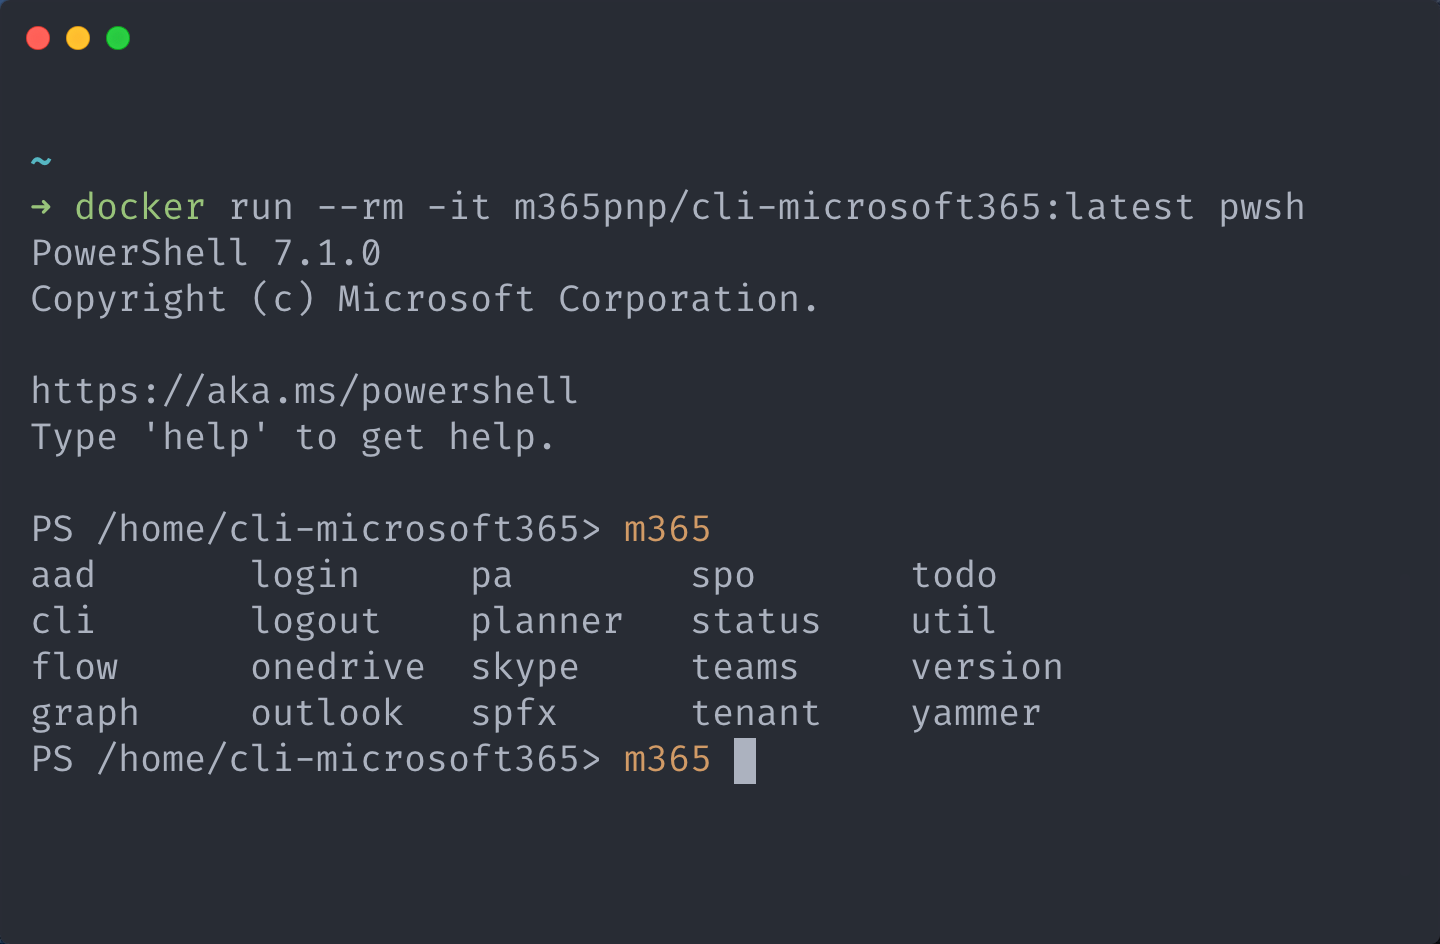 ~
➜ docker run --rm -it m365pnp/cli-microsoft365:latest pwsh
PowerShell 7.1.0
Copyright (c) Microsoft Corporation.
https://aka.ms/powershell
Type 'help' to get help.
PS /home/cli-microsoft365> m365
aad login pa spo todo
cli logout planner status util
flow onedrive skype teams version
graph outlook spfx tenant yammer
PS /home/cli-microsoft365> m365